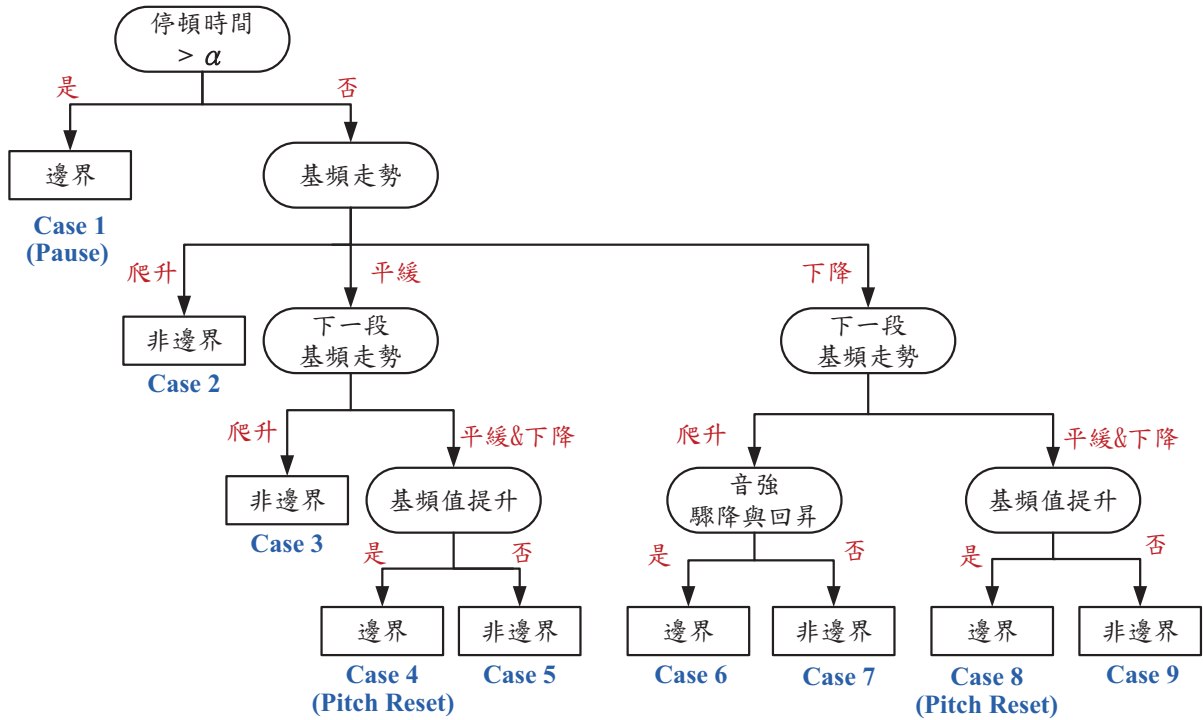 停頓時間
> α
是
否
邊界
基頻走勢
Case 1
(Pause)
爬升
平緩
下降
非邊界
下一段
基頻走勢
下一段
基頻走勢
Case 2
爬升
平緩&下降
爬升
平緩&下降
非邊界
基頻值提升
音強
驟降與回昇
基頻值提升
Case 3
是
否
是
否
是
否
邊界
非邊界
邊界
非邊界
邊界
非邊界
Case 4
(Pitch Reset)
Case 5
Case 6
Case 7
Case 8
(Pitch Reset)
Case 9